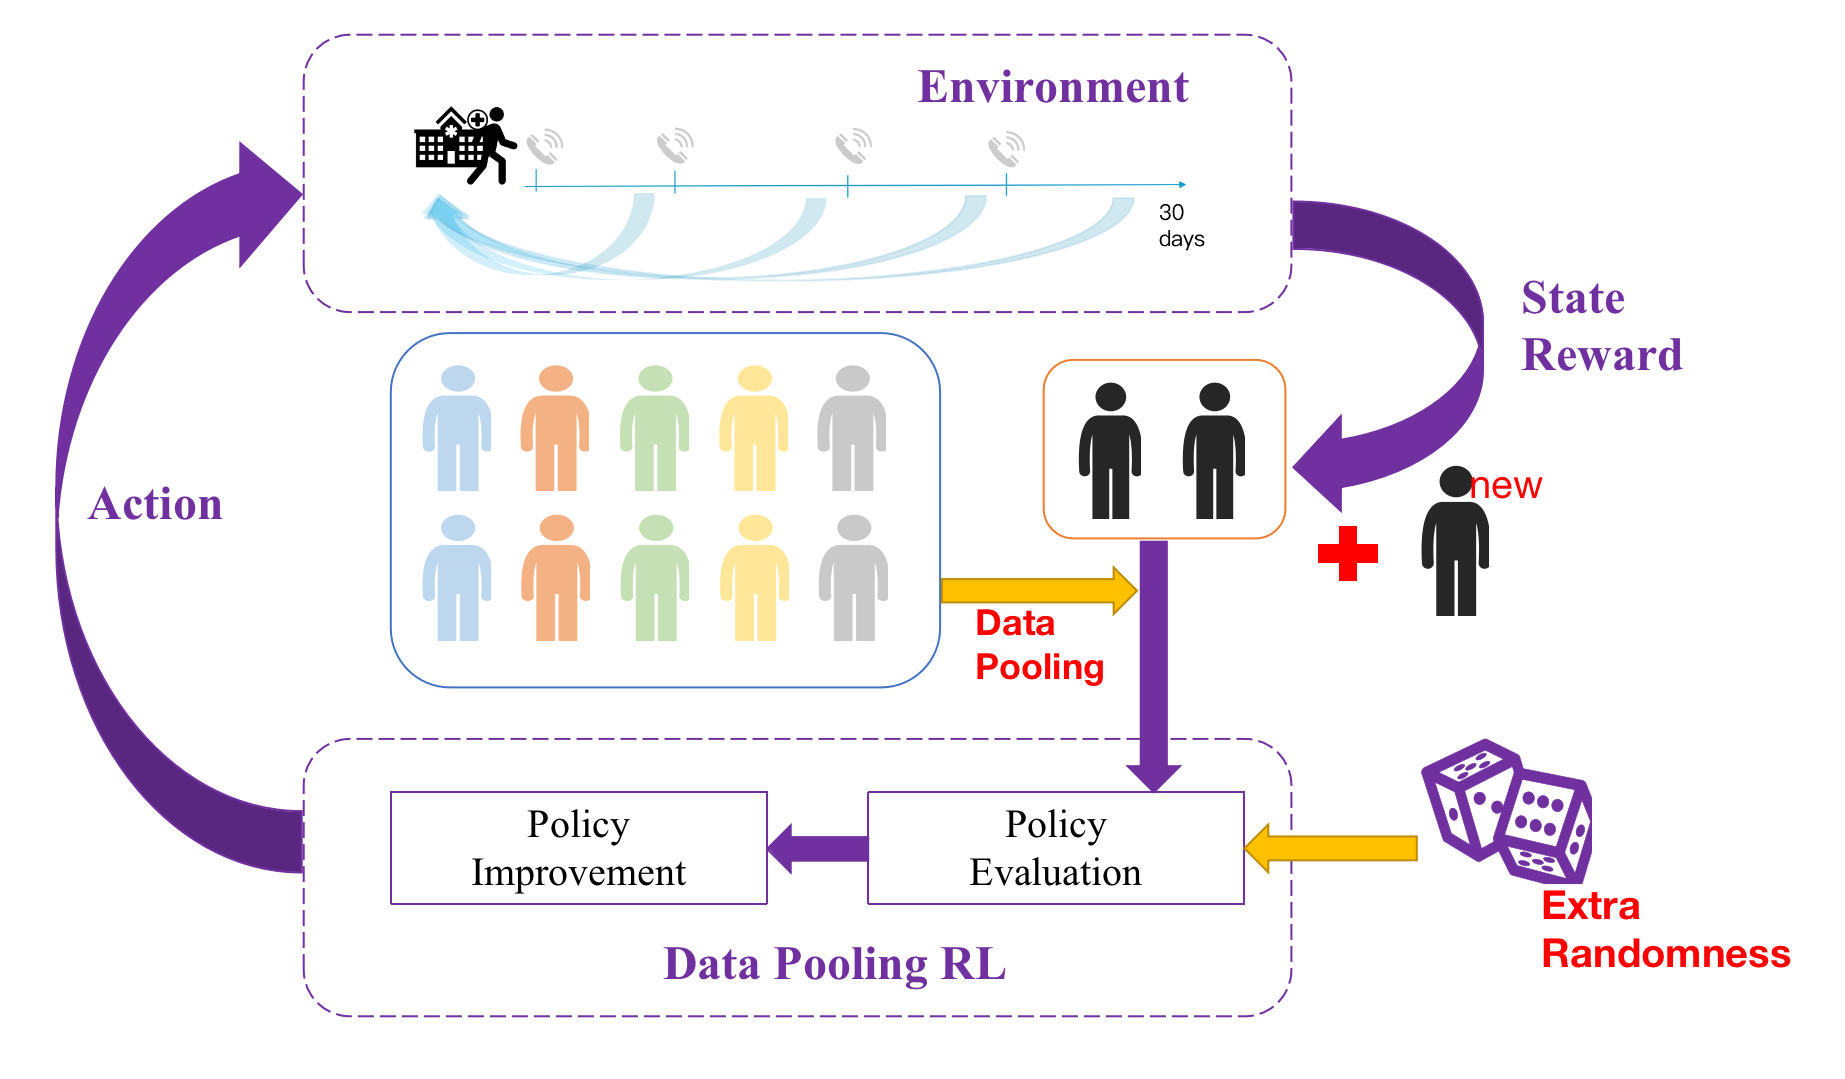 Environment
30
days
State
Reward
new
Action
Data
Pooling
Policy
Improvement
Policy
Evaluation
Extra
Randomness
Data Pooling RL